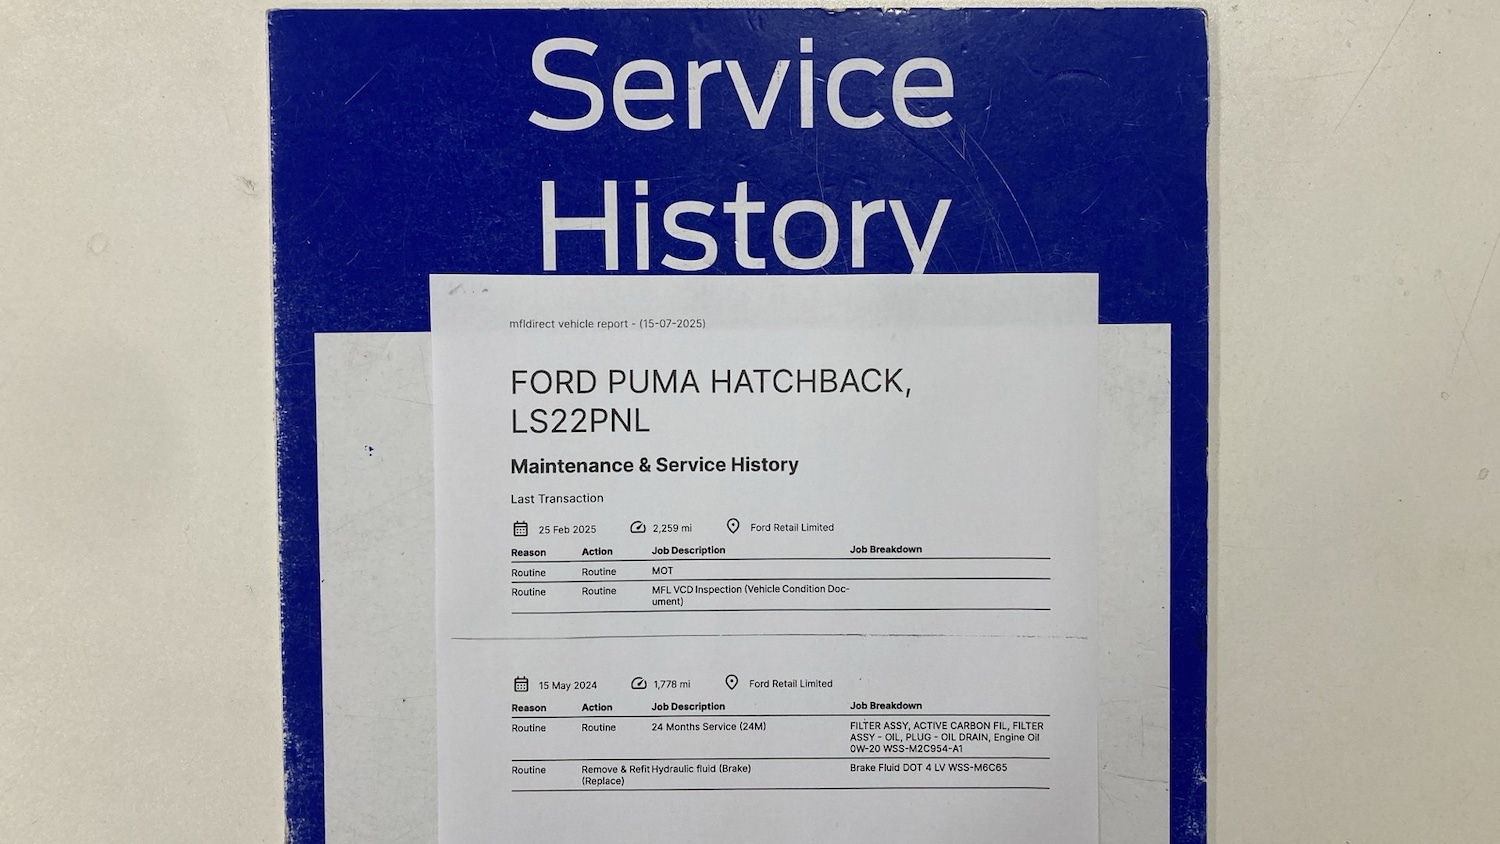 Service
History
mfldirect vehicle report - (15-07-2025)
FORD PUMA HATCHBACK,
LS22PNL
Maintenance & Service History
Last Transaction
25 Feb 2025 2,259 mi Ford Retail Limited
Reason Action Job Description Job Breakdown
Routine Routine MOT
Routine Routine MFL VCD Inspection (Vehicle Condition Doc-
ument)
15 May 2024 1,778 mi Ford Retail Limited
Reason Action Job Description Job Breakdown
Routine Routine 24 Months Service (24M) FILTER ASSY, ACTIVE CARBON FIL, FILTER
ASSY - OIL, PLUG - OIL DRAIN, Engine Oil
0W-20 WSS-M2C954-A1
Routine Remove & Refit Hydraulic fluid (Brake) Brake Fluid DOT 4 LV WSS-M6C65
(Replace)